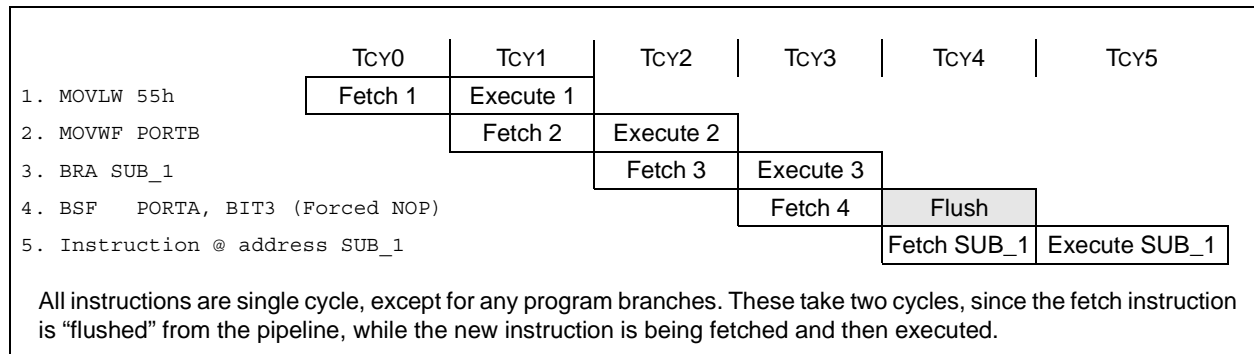 TCY0 TCY1 TCY2 TCY3 TCY4 TCY5
1. MOVLW 55h Fetch 1 Execute 1
2. MOVWF PORTB Fetch 2 Execute 2
3. BRA SUB_1 Fetch 3 Execute 3
4. BSF PORTA, BIT3 (Forced NOP) Fetch 4 Flush
5. Instruction @ address SUB_1 Fetch SUB_1 Execute SUB_1
All instructions are single cycle, except for any program branches. These take two cycles, since the fetch instruction
is “flushed” from the pipeline, while the new instruction is being fetched and then executed.